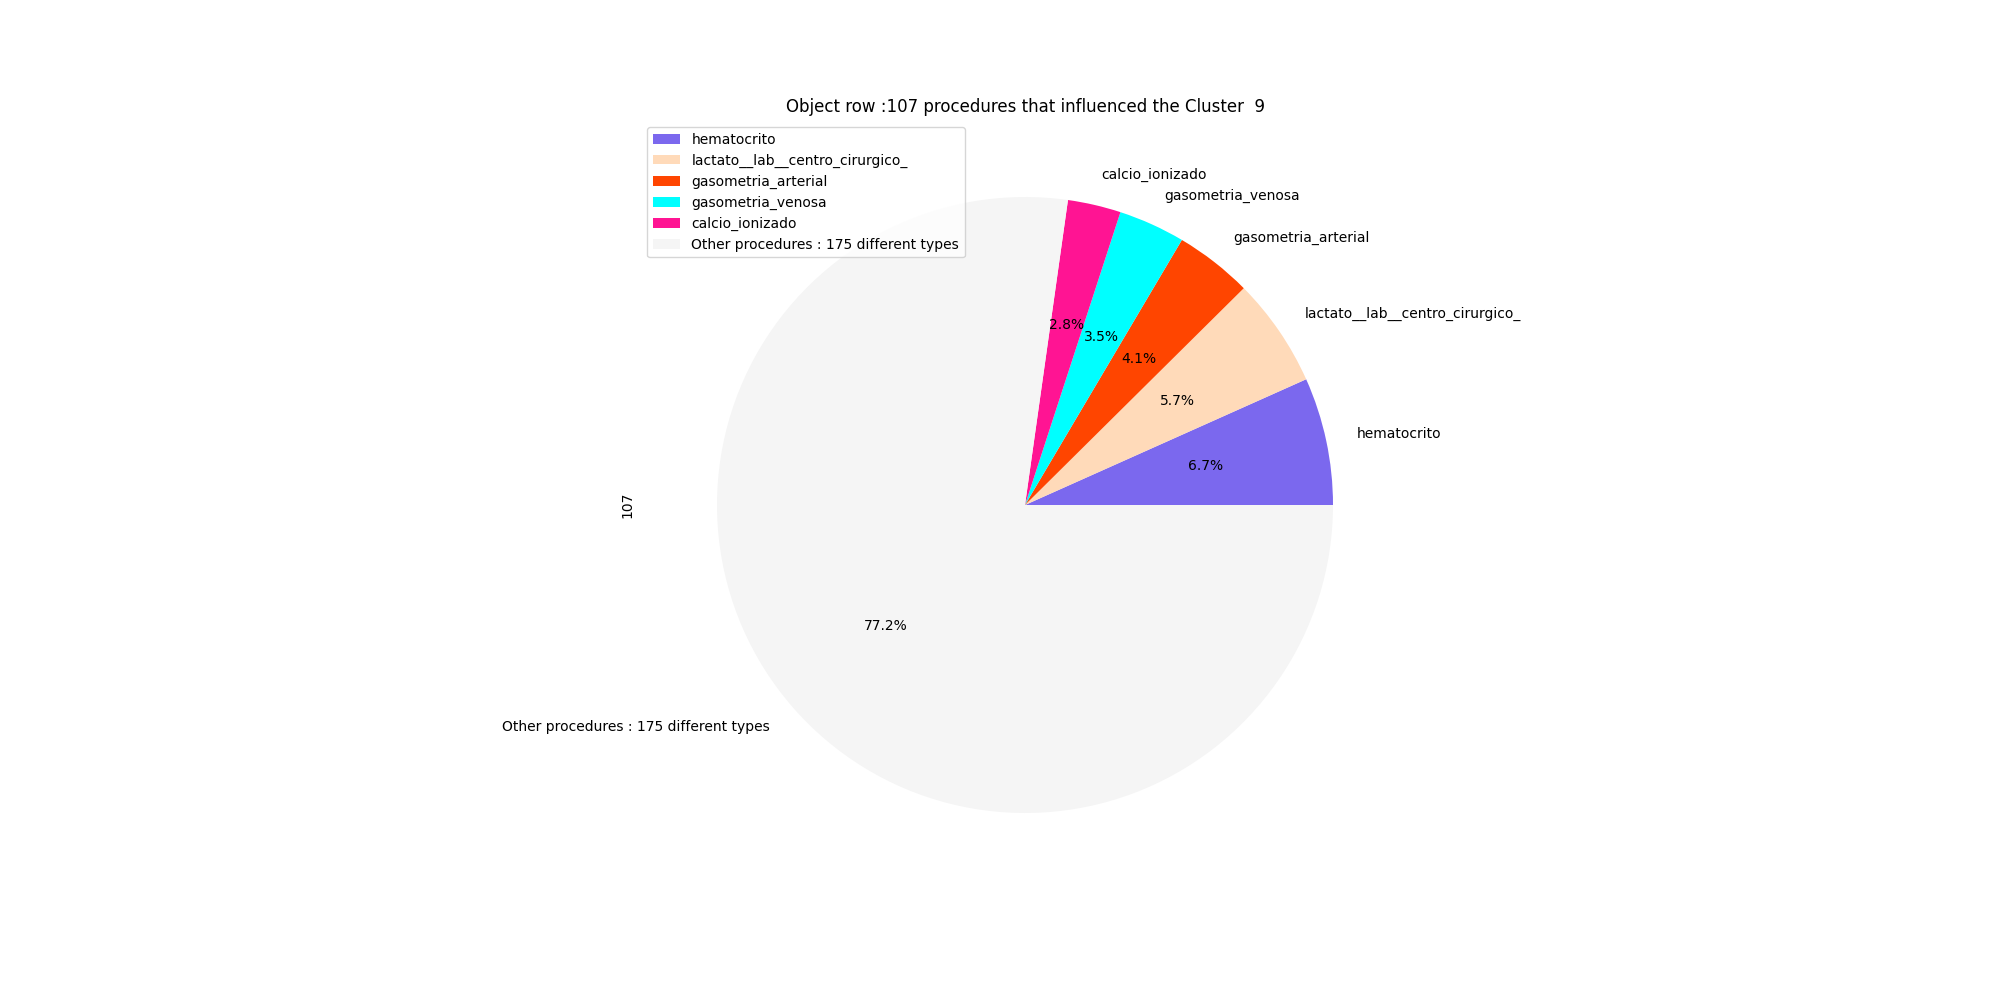 Object row :107 procedures that influenced the Cluster  9
hematocrito
lactato__lab__centro_cirurgico_
gasometria_arterial
gasometria_venosa
calcio_ionizado
Other procedures : 175 different types
calcio_ionizado
gasometria_venosa
gasometria_arterial
lactato__lab__centro_cirurgico_
hematocrito
2.8%
3.5%
4.1%
5.7%
6.7%
107
77.2%
Other procedures : 175 different types